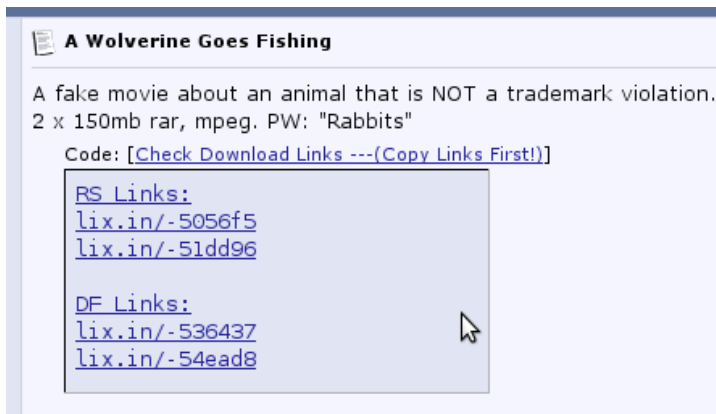 A Wolverine Goes Fishing
A fake movie about an animal that is NOT a trademark violation.
2 x 150mb rar, mpeg. PW: "Rabbits"
Code: [Check Download Links ---(Copy Links First!)]
RS Links:
lix.in/-5056f5
lix.in/-51dd96
DF Links:
lix.in/-536437
lix.in/-54ead8